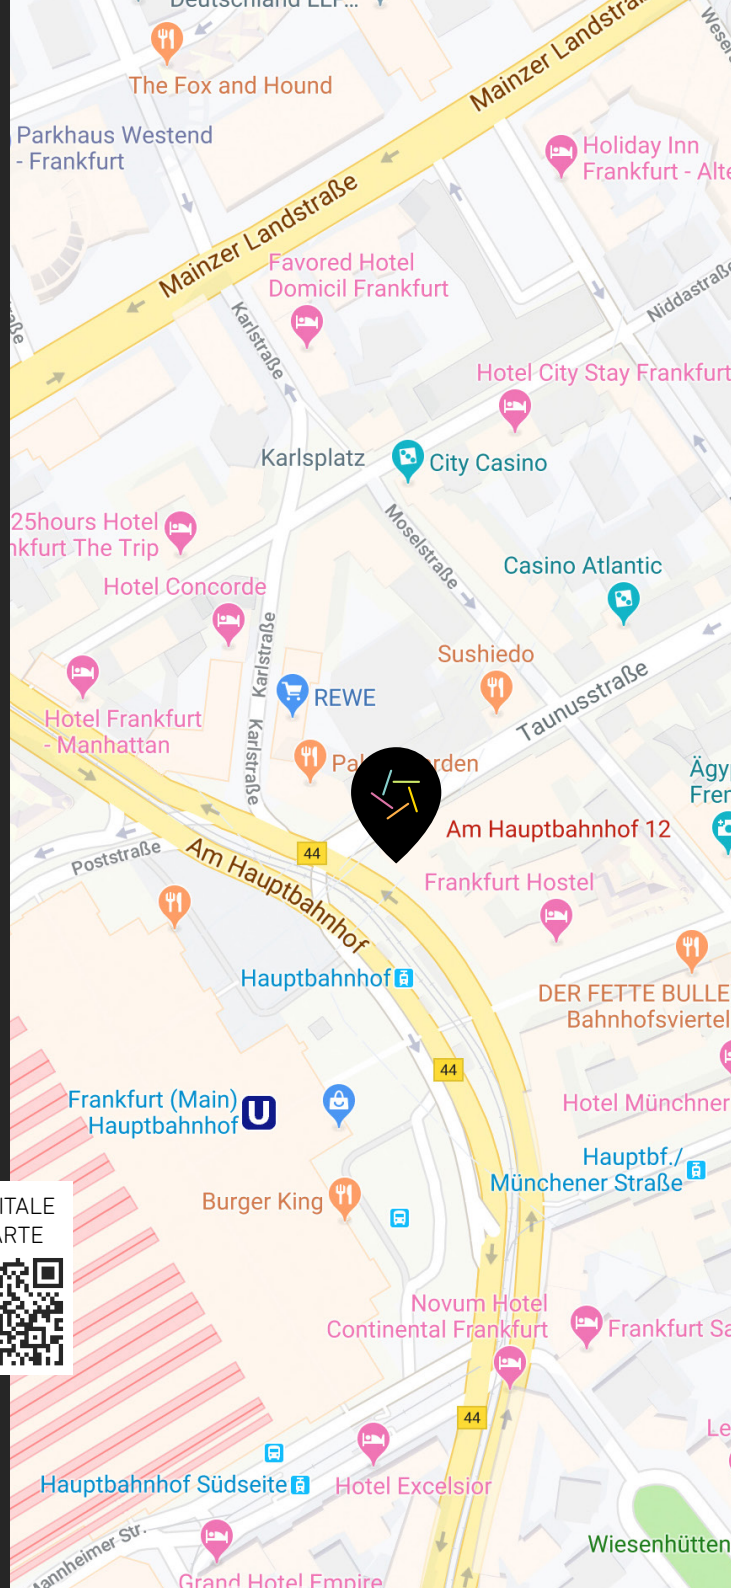 Mainzer Landstraße
The Fox and Hound
Parkhaus Westend
- Frankfurt
Holiday Inn
Frankfurt - Alte
Mainzer Landstraße
Favored Hotel
Domicil Frankfurt
Niddastraße
Karlstraße
Hotel City Stay Frankfurt
Karlsplatz
City Casino
25hours Hotel
nkfurt The Trip
Moselstraße
Casino Atlantic
Hotel Concorde
Karlstraße
Sushiedo
Hotel Frankfurt
- Manhattan
REWE
Taunusstraße
Karlstraße
Am Hauptbahnhof 12
44
Poststraße
Am Hauptbahnhof
Frankfurt Hostel
Hauptbahnhof
DER FETTE BULLE
Bahnhofsviertel
44
Frankfurt (Main)
Hauptbahnhof
U
Hotel Münchner
Hauptbf./
Münchener Straße
Burger King
ITALE
ARTE
Novum Hotel
Continental Frankfurt
Frankfurt Sa
44
Le
Hauptbahnhof Südseite
Hotel Excelsior
Mannheimer Str.
Wiesenhütten
Grand Hotel Empire